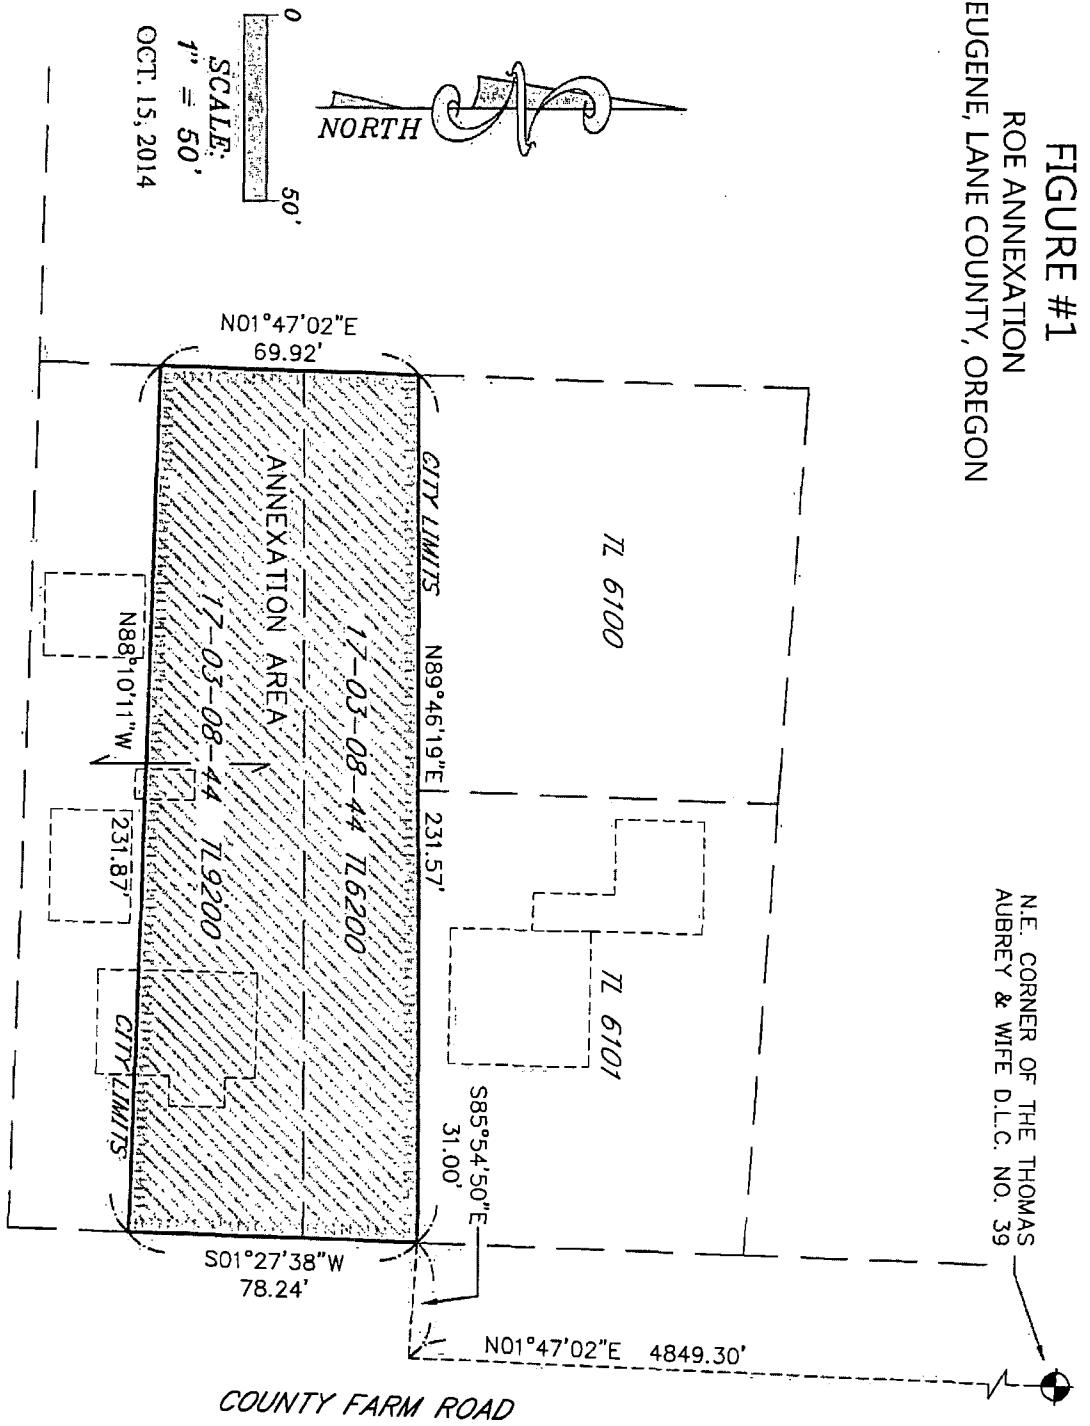 FIGURE #1
ROE ANNEXATION
EUGENE, LANE COUNTY, OREGON
NORTH
0
50'
SCALE:
1" = 50'
OCT. 15, 2014
N.E. CORNER OF THE THOMAS
AUBREY & WIFE D.L.C. NO. 39
N01°47'02"E 4849.30'
COUNTY FARM ROAD
S85°54'50"E
31.00'
TL 6100
TL 6101
CITY LIMITS
N89°46'19"E 231.57'
17-03-08-44 TL6200
ANNEXATION AREA
17-03-08-44 TL9200
N88°10'11"W
231.87'
CITY LIMITS
N01°47'02"E
69.92'
S01°27'38"W
78.24'